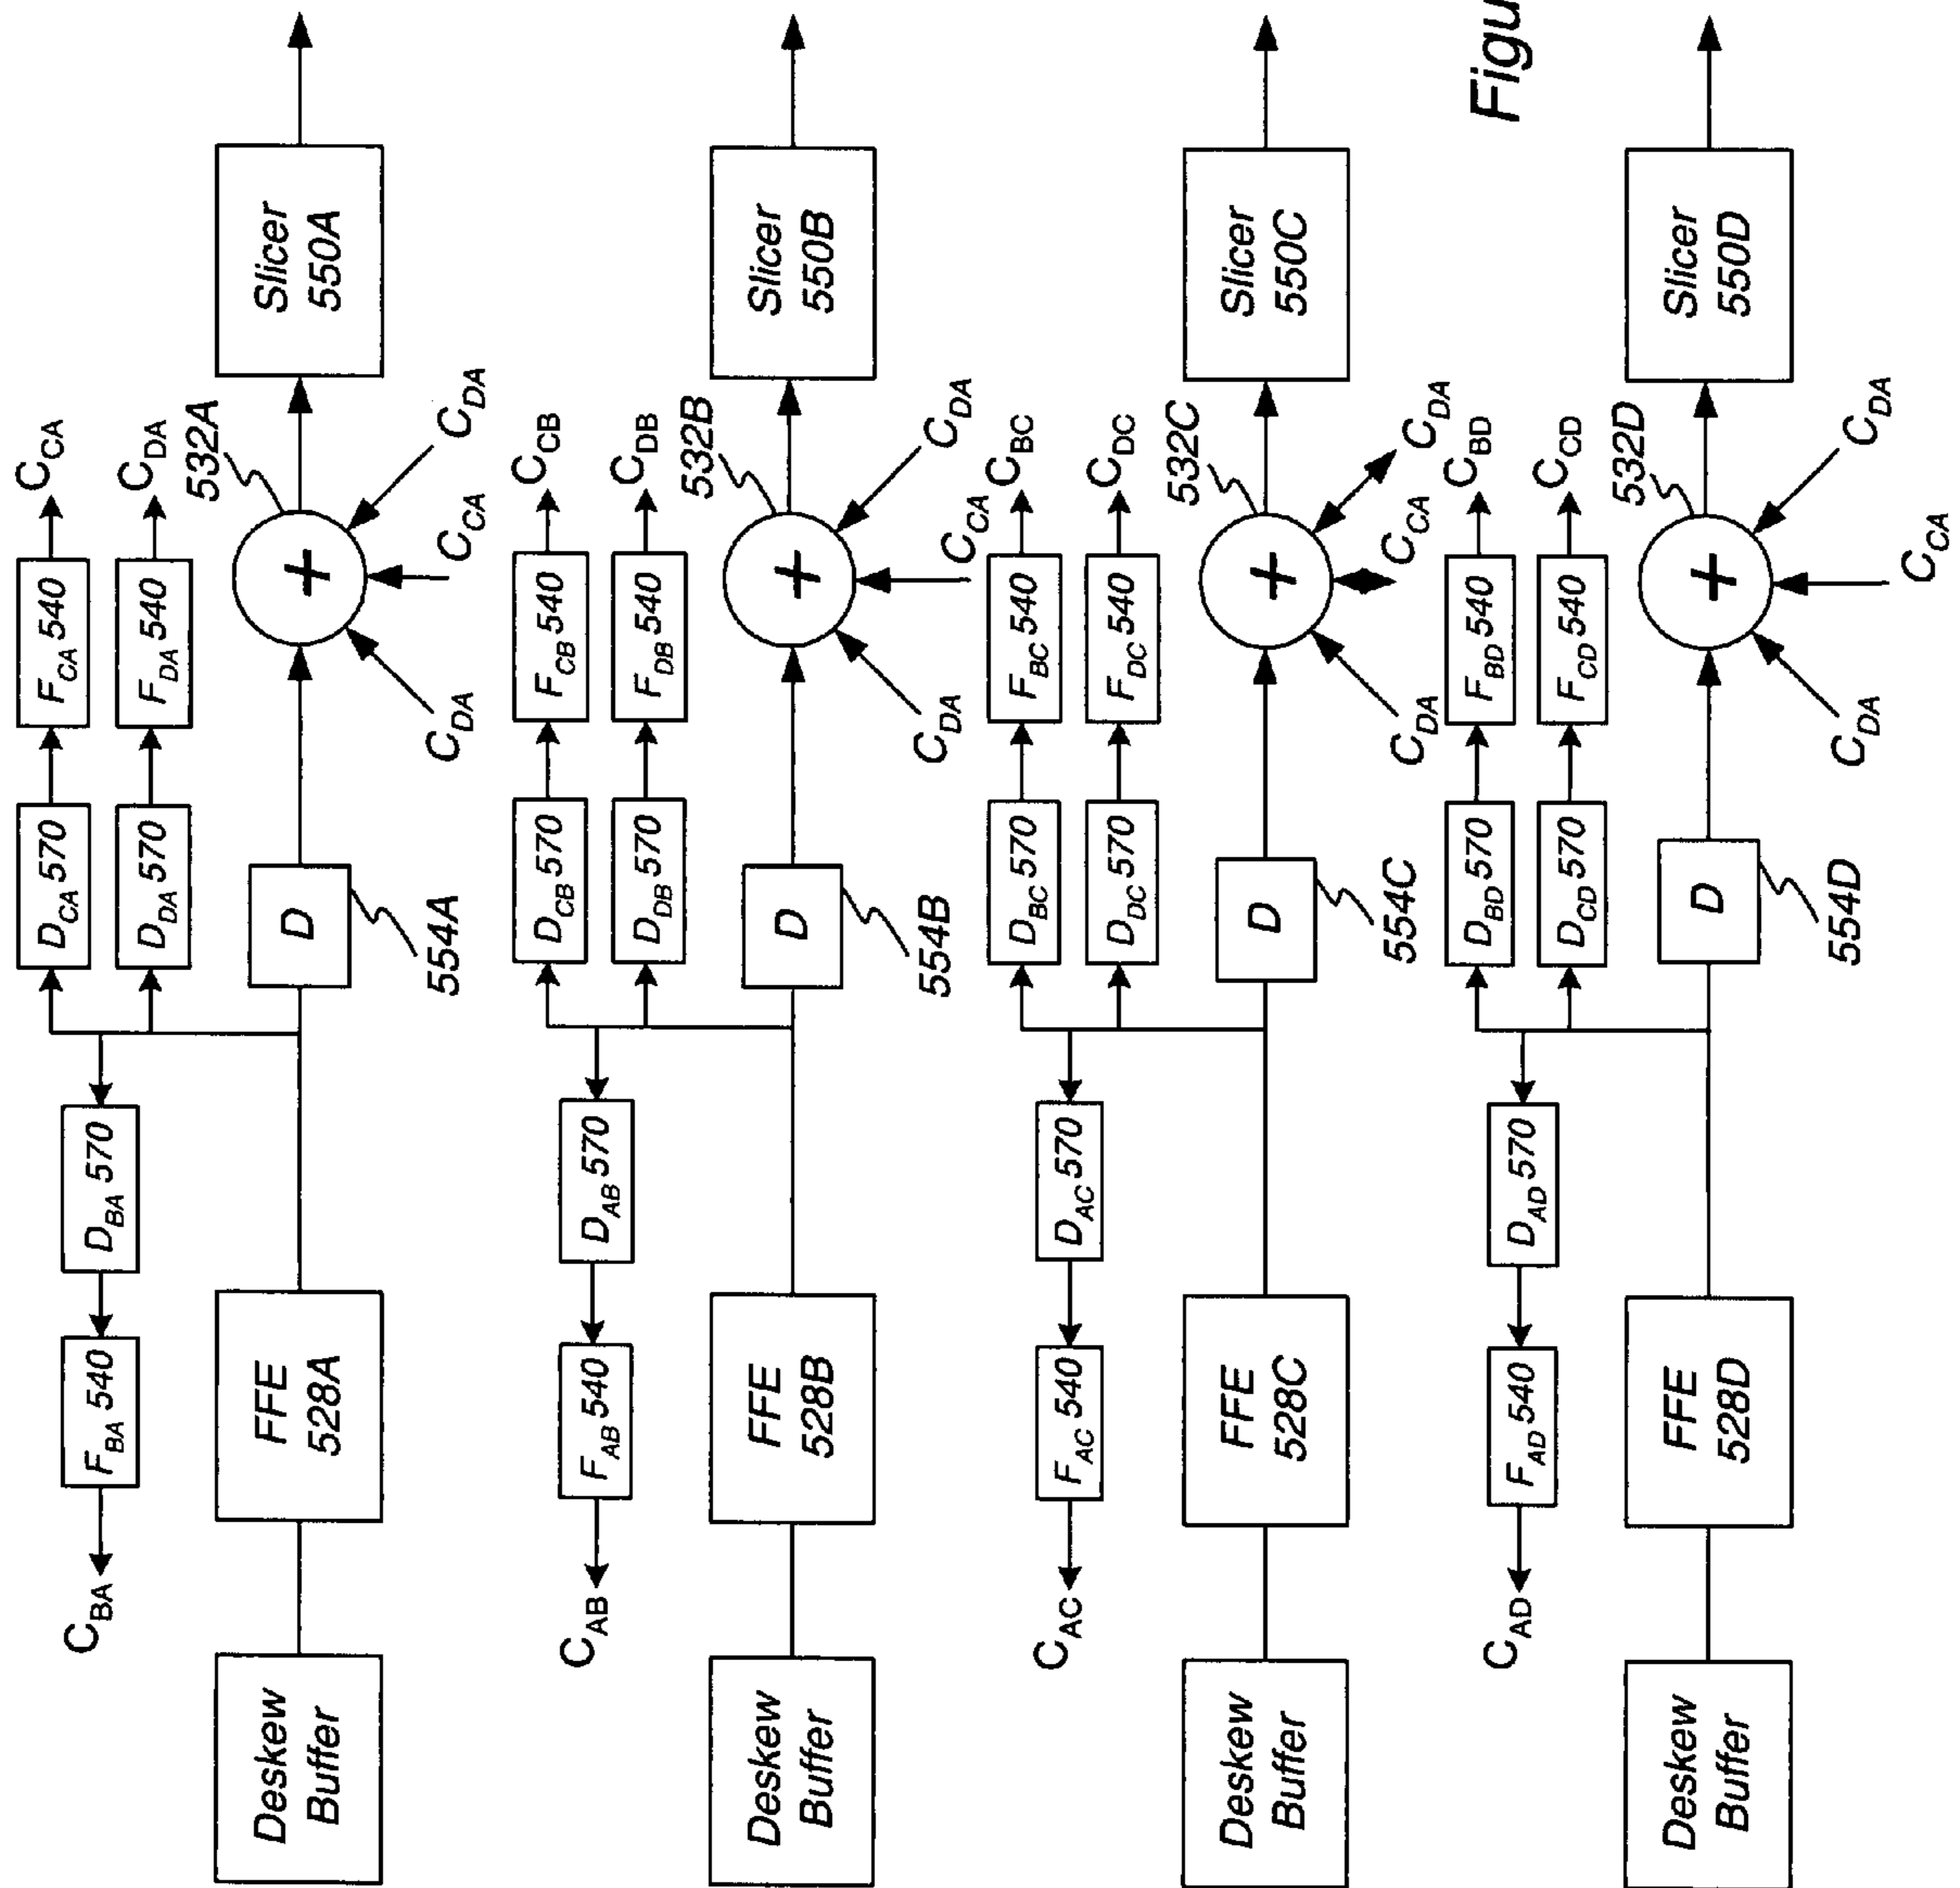 C_BA
F_BA 540
D_BA 570
D_CA 570
F_CA 540
C_CA
D_DA 570
F_DA 540
C_DA
Deskew
Buffer
FFE
528A
D
554A
+
532A
C_DA
C_CA
C_DA
Slicer
550A
C_AB
F_AB 540
D_AB 570
D_CB 570
F_CB 540
C_CB
D_DB 570
F_DB 540
C_DB
Deskew
Buffer
FFE
528B
D
554B
+
532B
C_DA
C_CA
C_DA
Slicer
550B
C_AC
F_AC 540
D_AC 570
D_BC 570
F_BC 540
C_BC
D_DC 570
F_DC 540
C_DC
Deskew
Buffer
FFE
528C
D
554C
+
532C
C_DA
C_CA
C_DA
Slicer
550C
C_AD
F_AD 540
D_AD 570
D_BD 570
F_BD 540
C_BD
D_CD 570
F_CD 540
C_CD
Deskew
Buffer
FFE
528D
D
554D
+
532D
C_DA
C_CA
C_DA
Slicer
550D
Figu